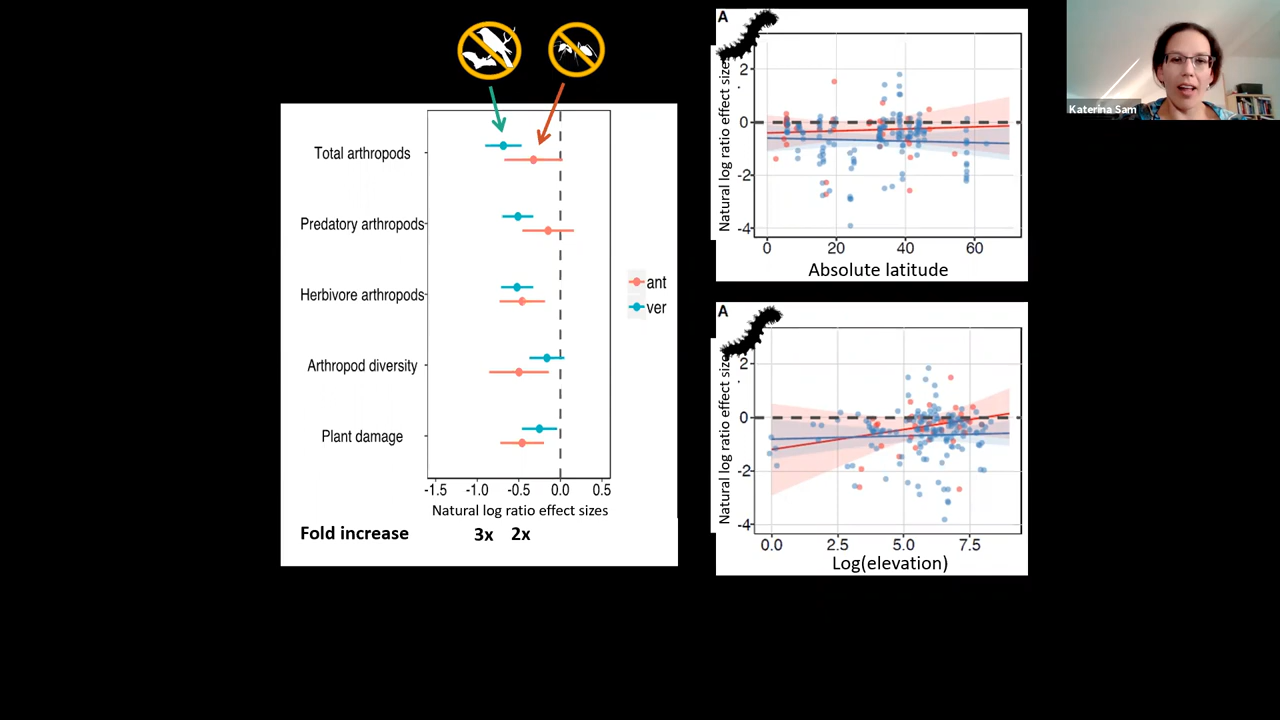 Total arthropods
Predatory arthropods
Herbivore arthropods
Arthropod diversity
Plant damage
-1.5 -1.0 -0.5 0.0 0.5
Natural log ratio effect sizes
Fold increase 3x 2x
ant
ver
A
Natural log ratio effect sizes
2
0
-2
-4
0 20 40 60
Absolute latitude
A
Natural log ratio effect sizes
2
0
-2
-4
0.0 2.5 5.0 7.5
Log(elevation)
Katerina Sam